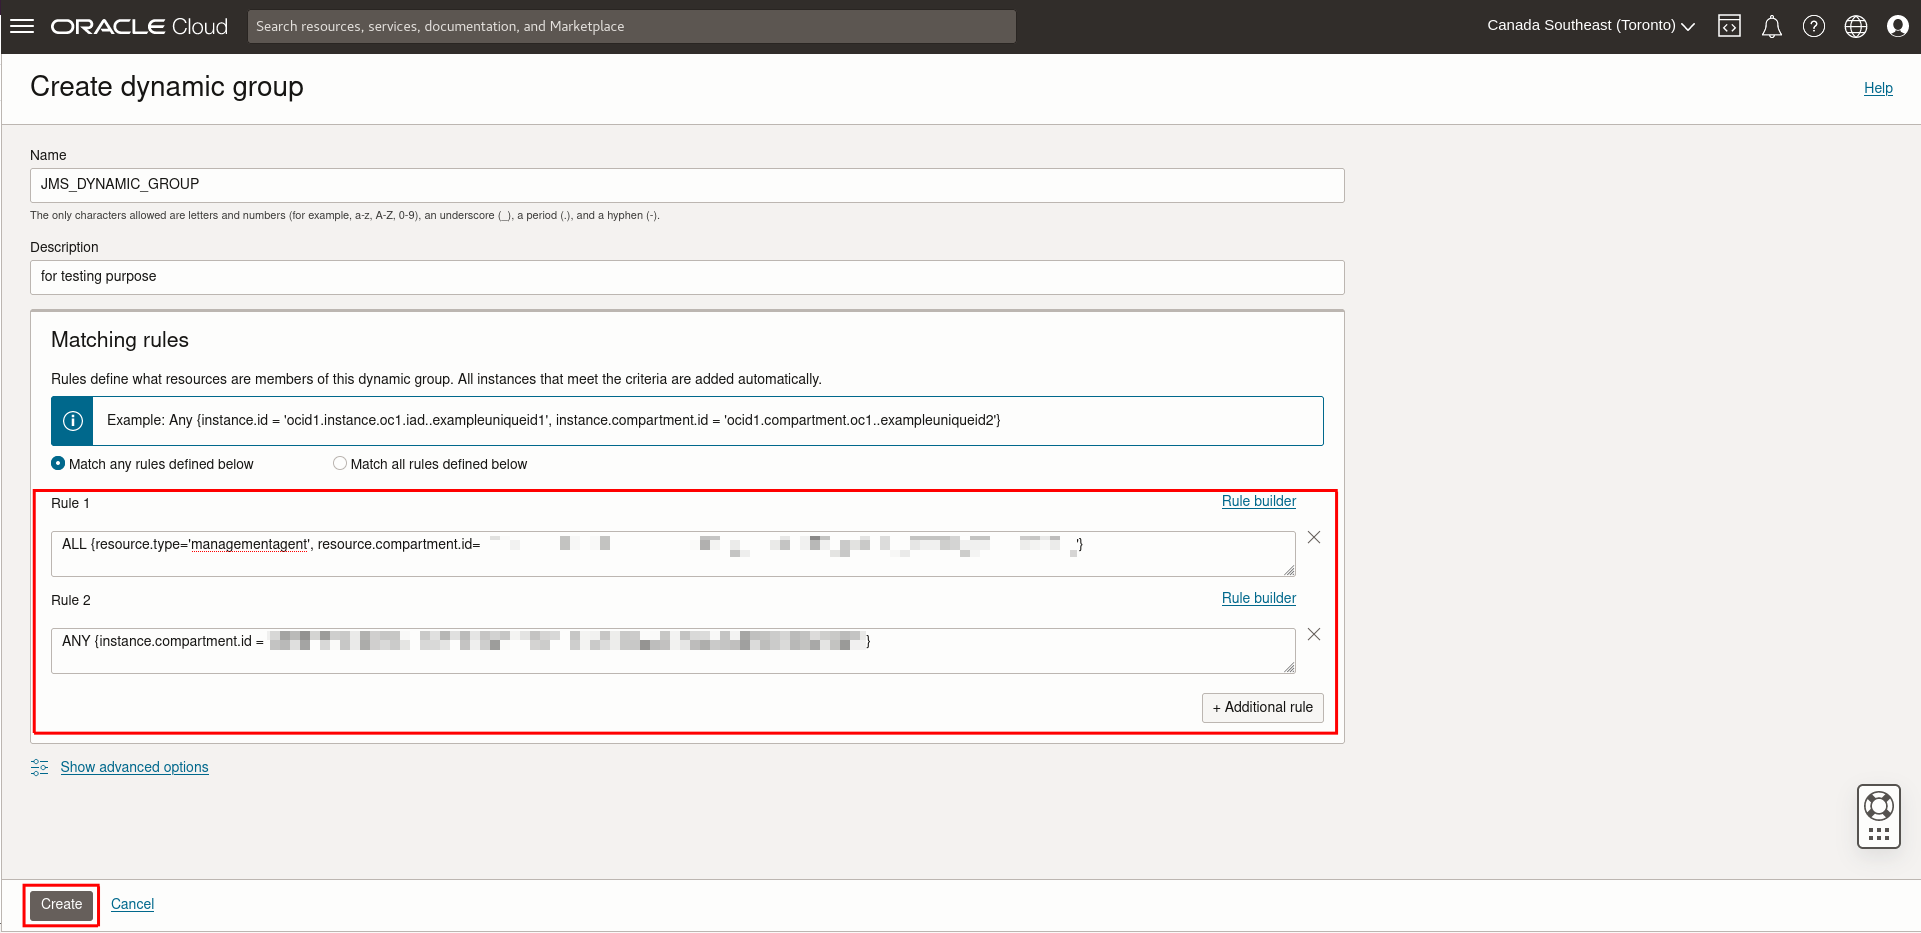 ORACLE Cloud
Search resources, services, documentation, and Marketplace
Canada Southeast (Toronto)
Create dynamic group
Help
Name
JMS_DYNAMIC_GROUP
The only characters allowed are letters and numbers (for example, a-z, A-Z, 0-9), an underscore (_), a period (.), and a hyphen (-).
Description
for testing purpose
Matching rules
Rules define what resources are members of this dynamic group. All instances that meet the criteria are added automatically.
Example: Any {instance.id = 'ocid1.instance.oc1.iad..exampleuniqueid1', instance.compartment.id = 'ocid1.compartment.oc1..exampleuniqueid2'}
Match any rules defined below
Match all rules defined below
Rule 1
Rule builder
ALL {resource.type='managementagent', resource.compartment.id= '}
Rule 2
Rule builder
ANY {instance.compartment.id = }
+ Additional rule
Show advanced options
Create
Cancel